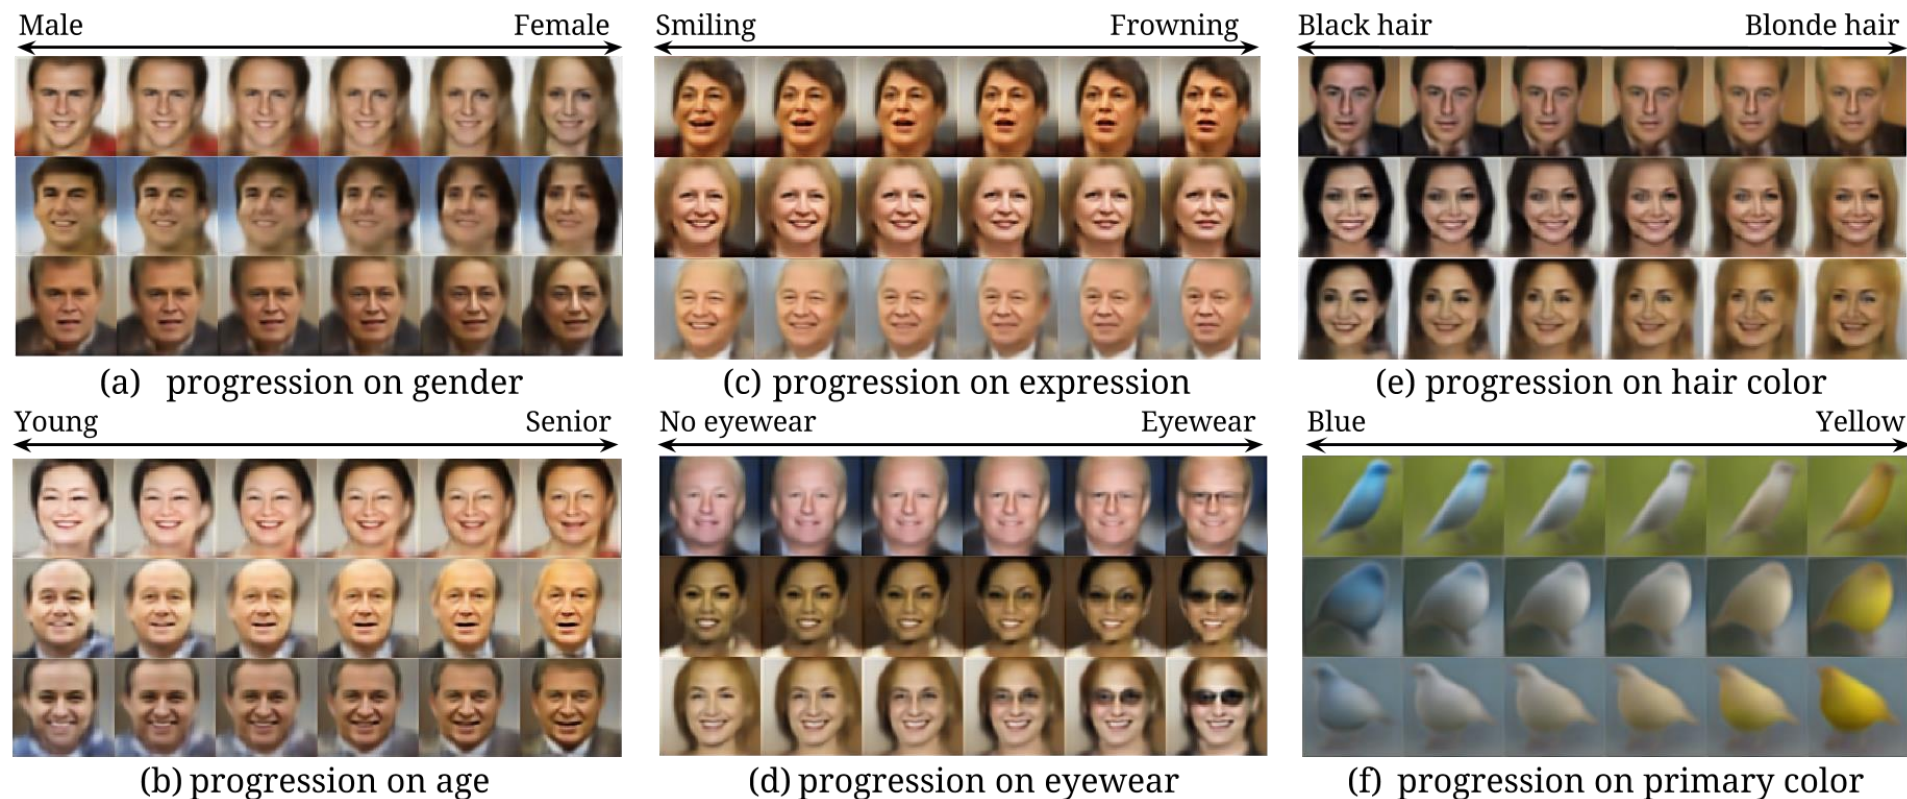 Male Female
(a) progression on gender
Smiling Frowning
(c) progression on expression
Black hair Blonde hair
(e) progression on hair color
Young Senior
(b) progression on age
No eyewear Eyewear
(d) progression on eyewear
Blue Yellow
(f) progression on primary color